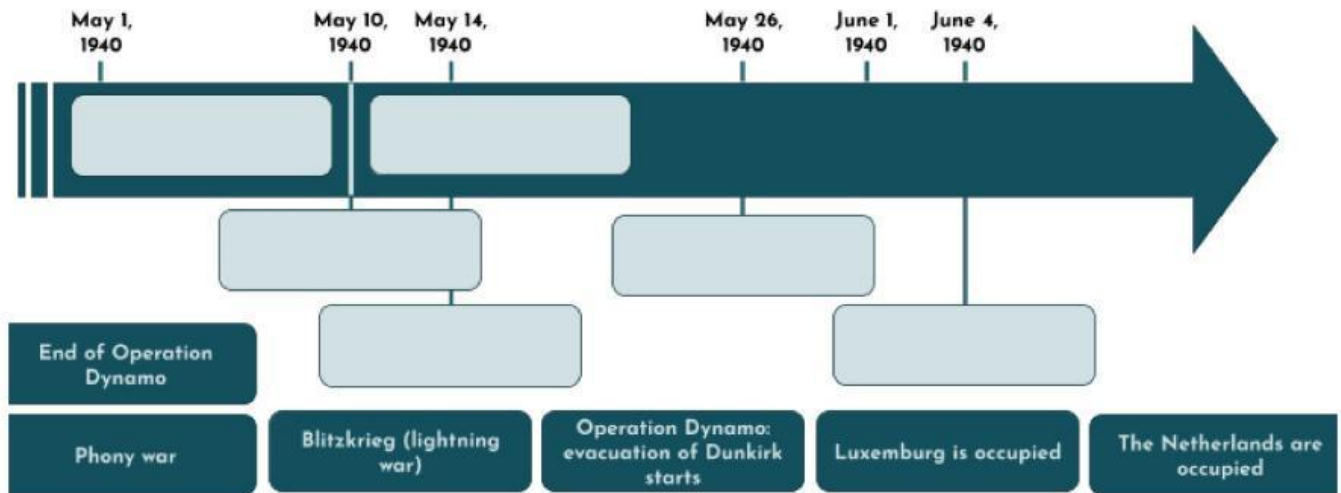 May 1,
1940
May 10,
1940
May 14,
1940
May 26,
1940
June 1,
1940
June 4,
1940
End of Operation
Dynamo
Phony war
Blitzkrieg (lightning
war)
Operation Dynamo:
evacuation of Dunkirk
starts
Luxemburg is occupied
The Netherlands are
occupied